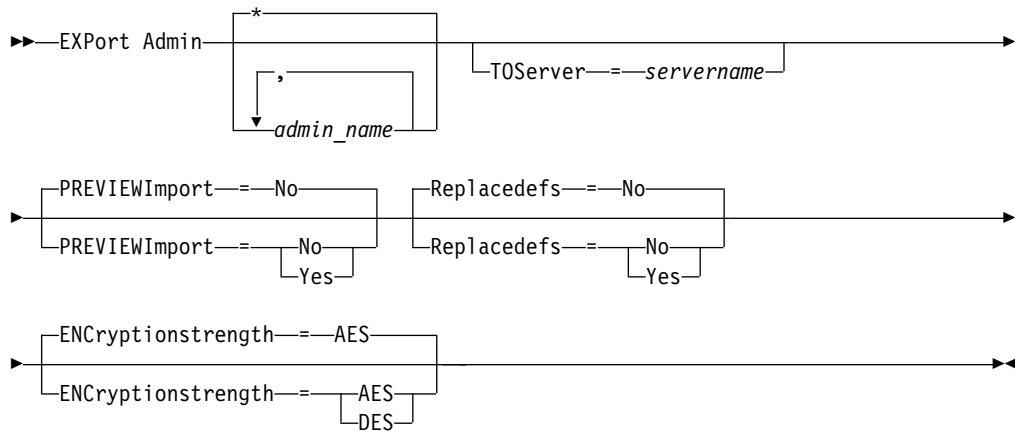 *
EXPort Admin
,
TOServer = servername
admin_name
PREVIEWImport = No Replacedefs = No
PREVIEWImport = No Replacedefs = No
Yes Yes
ENCryptionstrength = AES
ENCryptionstrength = AES
DES